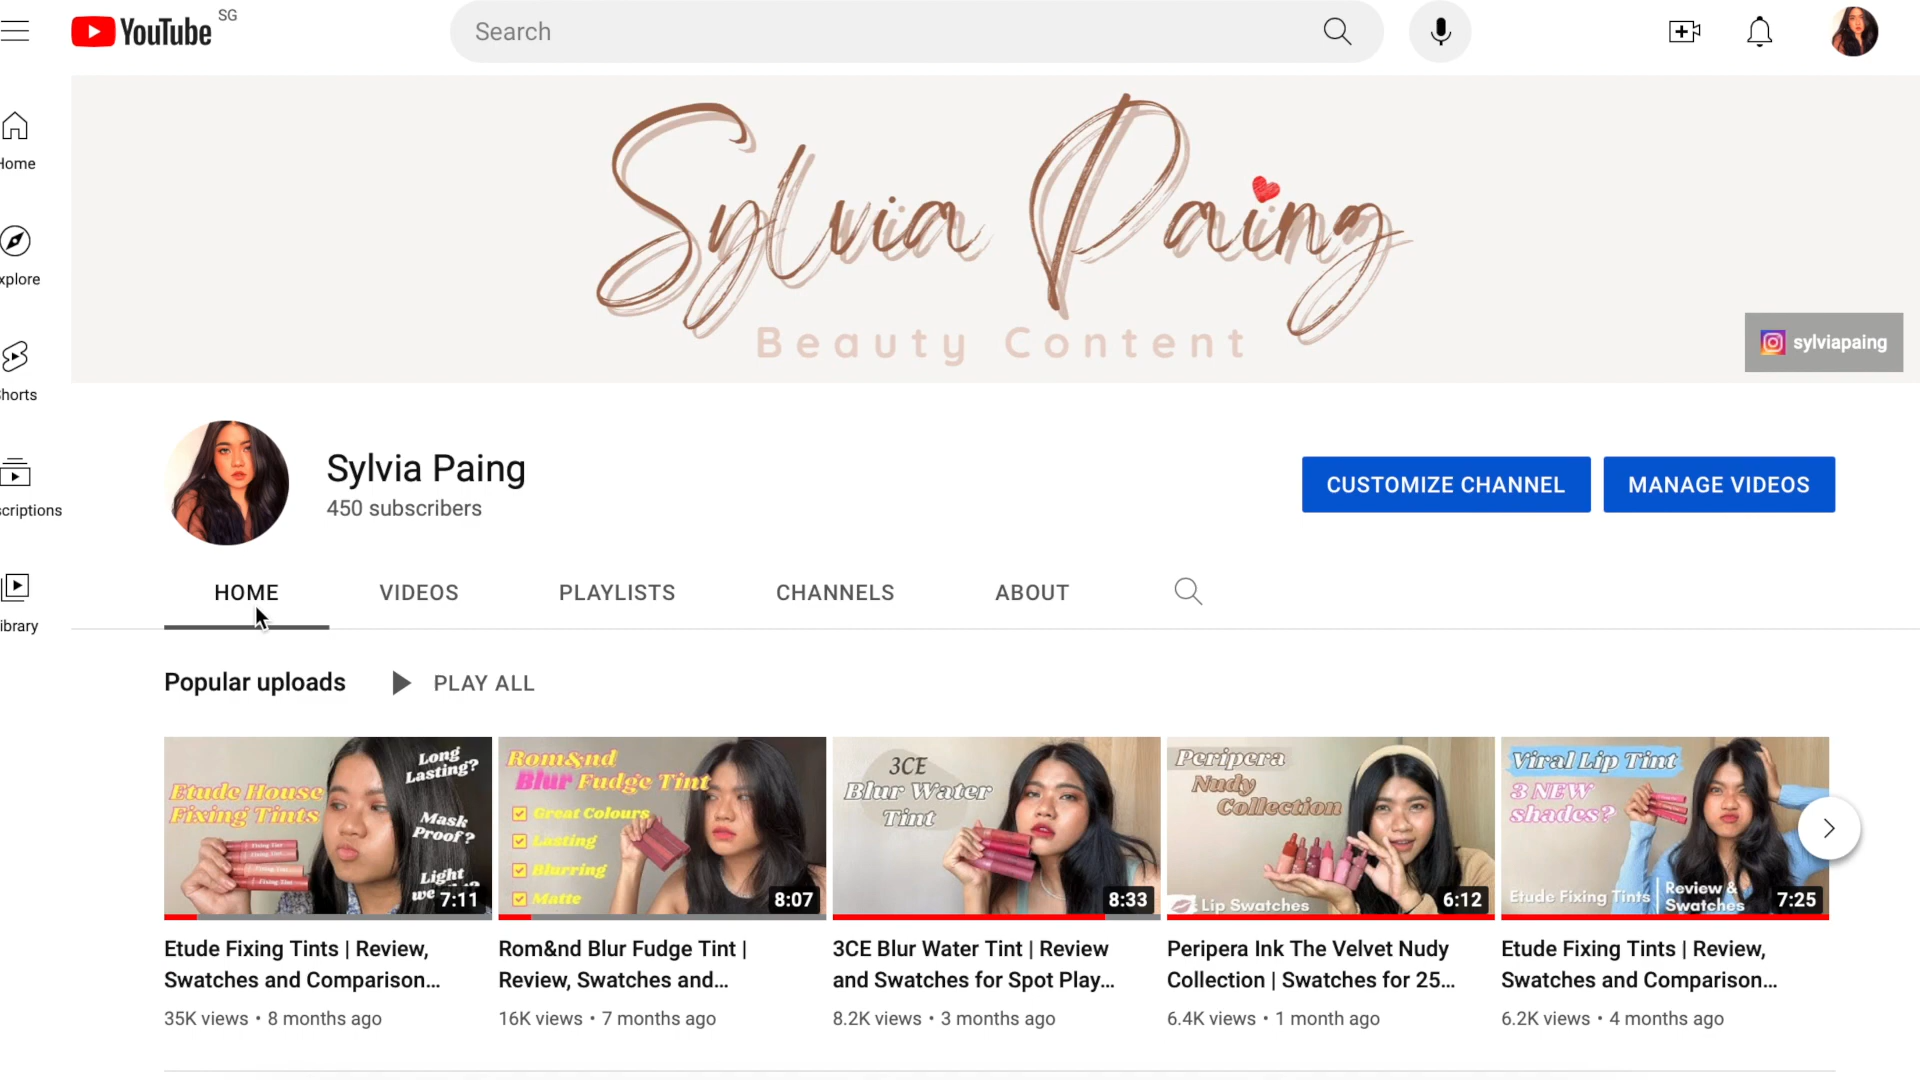 YouTube SG
Search
Home
Explore
Shorts
Subscriptions
Library
Sylvia Paing
Beauty Content
sylviapaing
Sylvia Paing
450 subscribers
CUSTOMIZE CHANNEL
MANAGE VIDEOS
HOME
VIDEOS
PLAYLISTS
CHANNELS
ABOUT
Popular uploads
PLAY ALL
Etude House
Fixing Tints
Long
Lasting?
Mask
Proof?
Light
7:11
Rom&nd
Blur Fudge Tint
Great Colours
Lasting
Blurring
Matte
8:07
3CE
Blur Water
Tint
8:33
Peripera
Nudy
Collection
Lip Swatches
6:12
Viral Lip Tint
3 NEW
shades?
Etude Fixing Tints
Review &
Swatches
7:25
Etude Fixing Tints | Review,
Swatches and Comparison...
35K views • 8 months ago
Rom&nd Blur Fudge Tint |
Review, Swatches and...
16K views • 7 months ago
3CE Blur Water Tint | Review
and Swatches for Spot Play...
8.2K views • 3 months ago
Peripera Ink The Velvet Nudy
Collection | Swatches for 25...
6.4K views • 1 month ago
Etude Fixing Tints | Review,
Swatches and Comparison...
6.2K views • 4 months ago